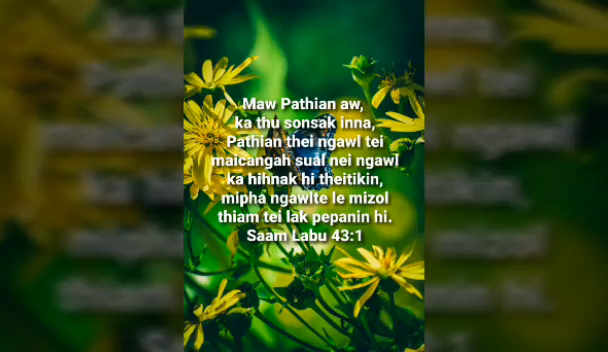 Maw Pathian aw,
ka thu sonsak inna,
Pathian thei ngawl tei
maicangah sual nei ngawl
ka hihnak hi theitikin,
mipha ngawlte le mizol
thiam tei lak pepanin hi.
Saam Labu 43:1